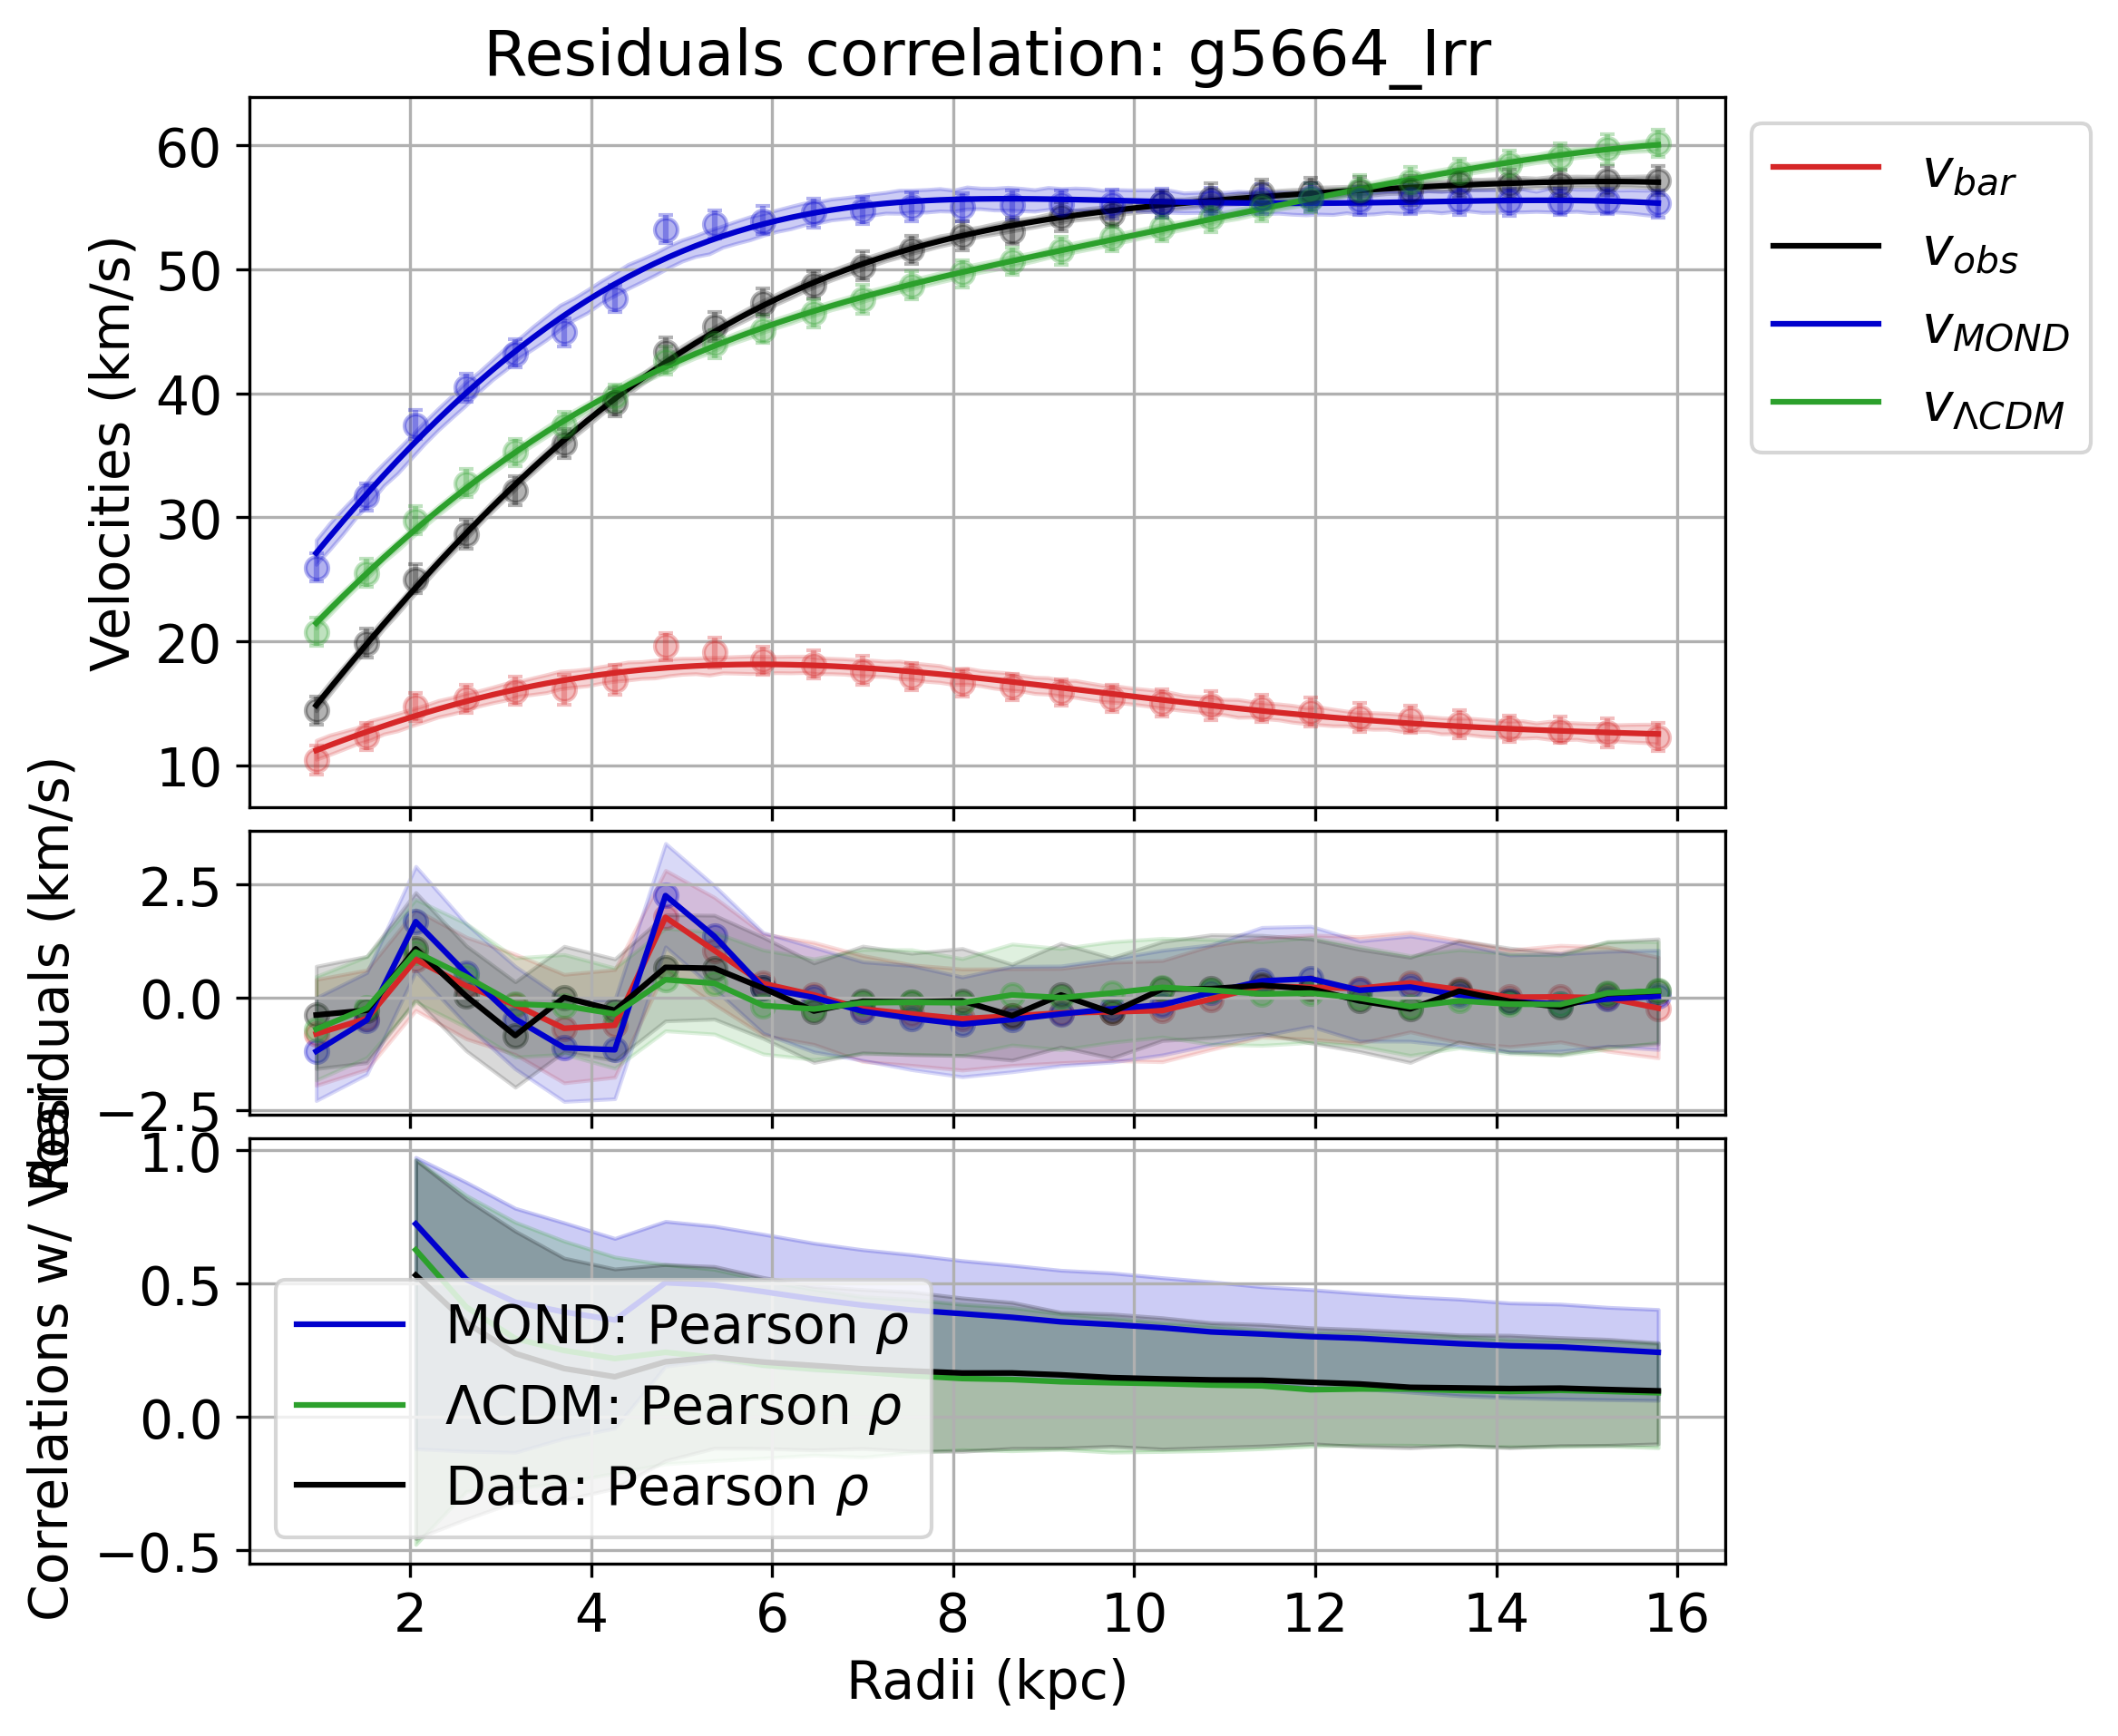 Residuals correlation: g5664_Irr
Velocities (km/s)
60
50
40
30
20
10
v_bar
v_obs
v_MOND
v_ΛCDM
Residuals (km/s)
2.5
0.0
−2.5
Correlations w/ Vbar
1.0
0.5
0.0
−0.5
MOND: Pearson ρ
ΛCDM: Pearson ρ
Data: Pearson ρ
2 4 6 8 10 12 14 16
Radii (kpc)